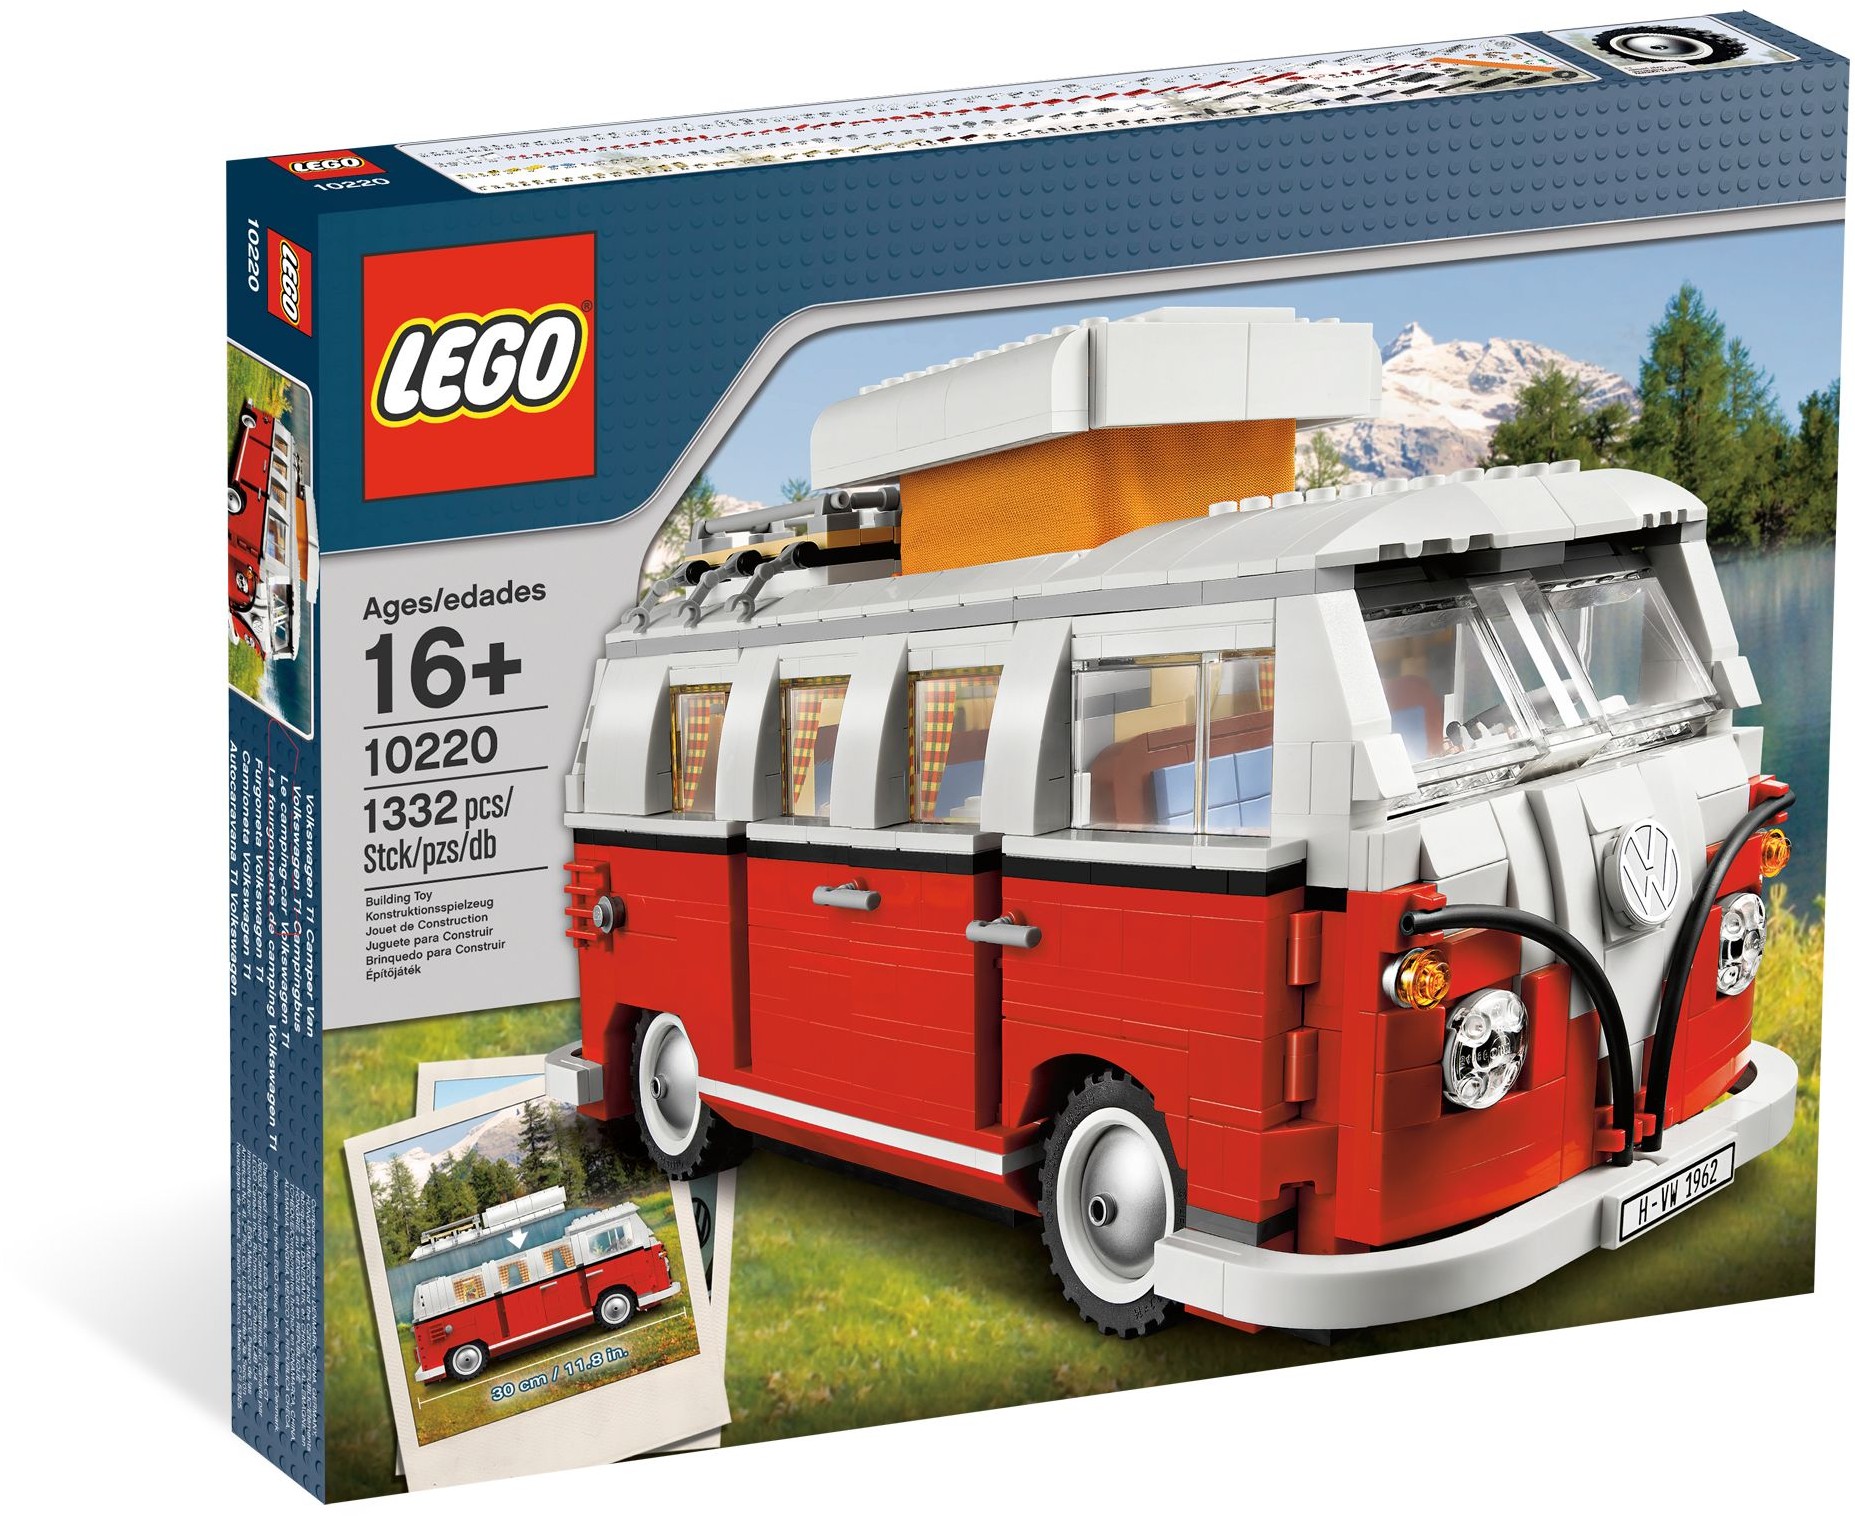 LEGO
10220
10220
LEGO
LEGO®
Ages/edades
16+
10220
1332 pcs/
Stck/pzs/db
Building Toy
Konstruktionsspielzeug
Jouet de Construction
Juguete para Construir
Brinquedo para Construir
Építőjáték
Volkswagen T1 Camper Van
Volkswagen T1 Campingbus
Le camping-car Volkswagen T1
La fourgonnette de camping Volkswagen T1
Furgoneta Volkswagen T1
Camioneta Volkswagen T1
Autocaravana T1 Volkswagen
H-VW 1962
30 cm / 11.8 in.